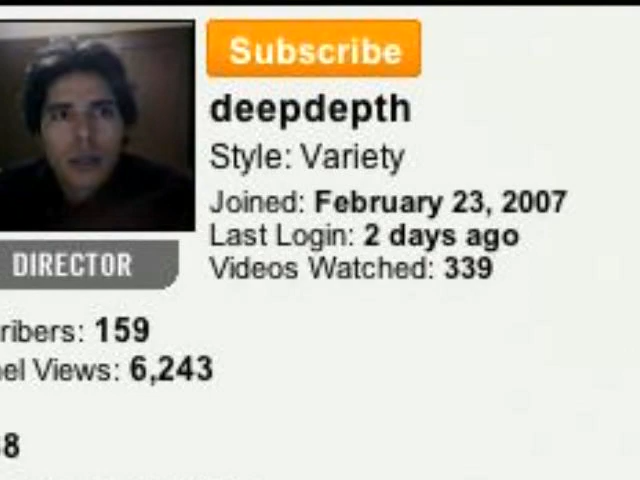 Subscribe
deepdepth
Style: Variety
Joined: February 23, 2007
Last Login: 2 days ago
Videos Watched: 339
DIRECTOR
ribers: 159
el Views: 6,243
8